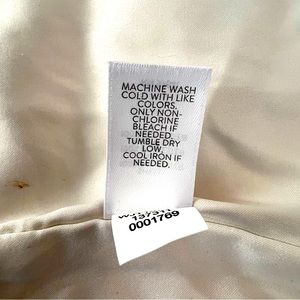 MACHINE WASH
COLD WITH LIKE
COLORS.
ONLY NON-
CHLORINE
BLEACH IF
NEEDED.
TUMBLE DRY
LOW.
COOL IRON IF
NEEDED.
0001769